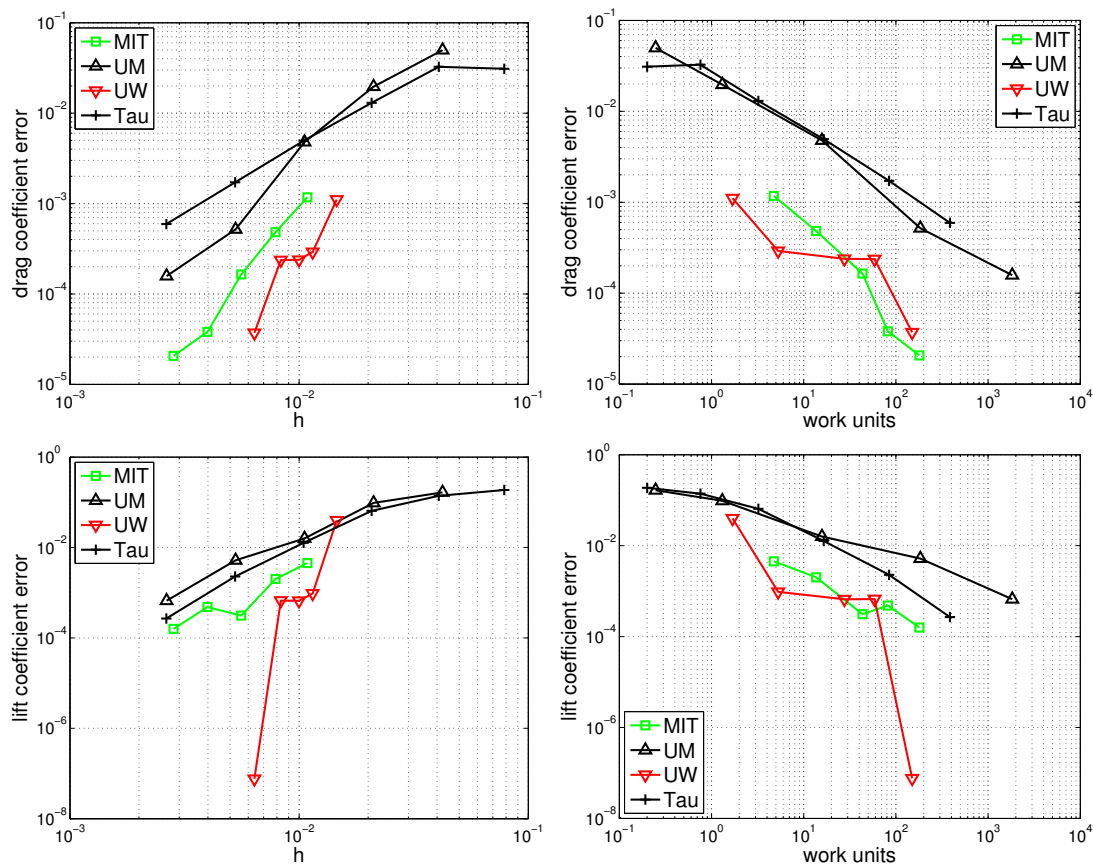 10^-1
10^-2
10^-3
10^-4
10^-5
10^-3
10^-2
10^-1
h
drag coefficient error
MIT
UM
UW
Tau
10^-1
10^-2
10^-3
10^-4
10^-5
10^-1
10^0
10^1
10^2
10^3
10^4
work units
drag coefficient error
MIT
UM
UW
Tau
10^0
10^-2
10^-4
10^-6
10^-8
10^-3
10^-2
10^-1
h
lift coefficient error
MIT
UM
UW
Tau
10^0
10^-2
10^-4
10^-6
10^-8
10^-1
10^0
10^1
10^2
10^3
10^4
work units
lift coefficient error
MIT
UM
UW
Tau